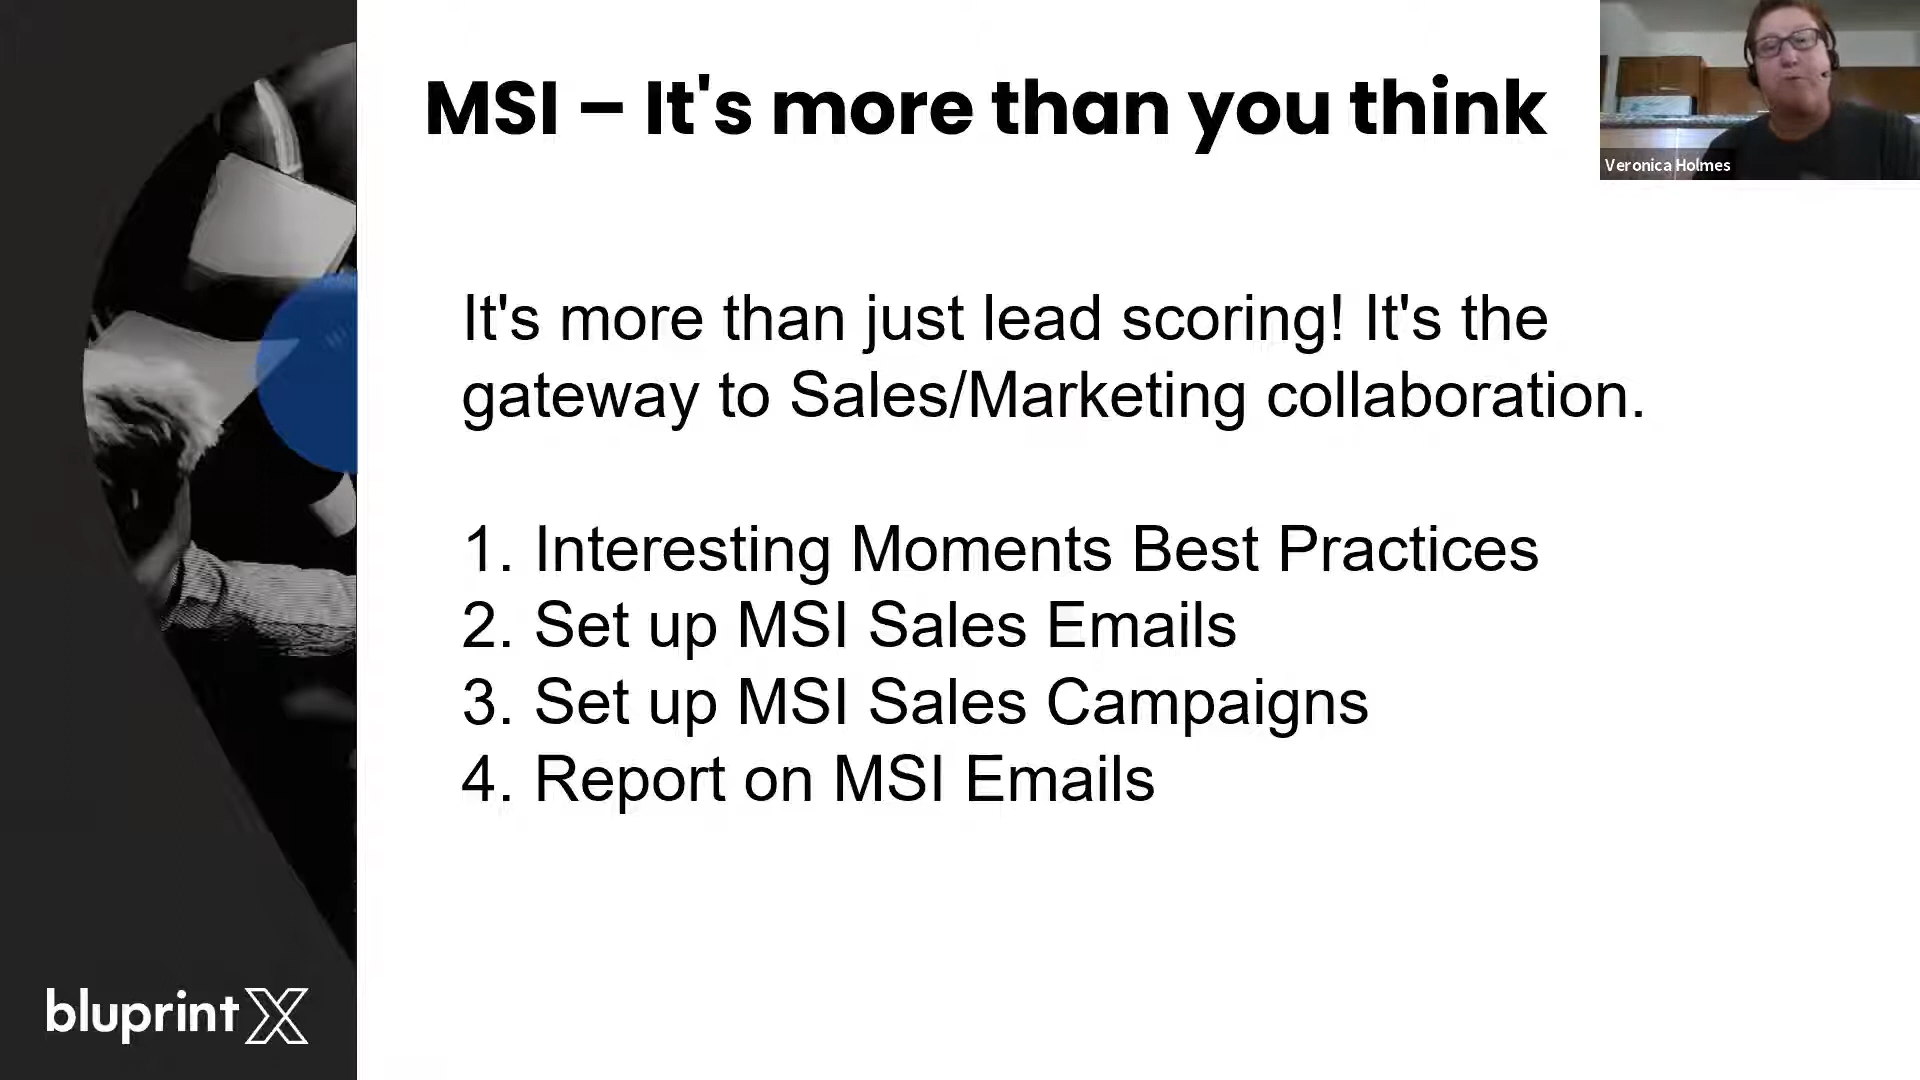 MSI – It's more than you think
Veronica Holmes
It's more than just lead scoring! It's the
gateway to Sales/Marketing collaboration.
1. Interesting Moments Best Practices
2. Set up MSI Sales Emails
3. Set up MSI Sales Campaigns
4. Report on MSI Emails
bluprintX